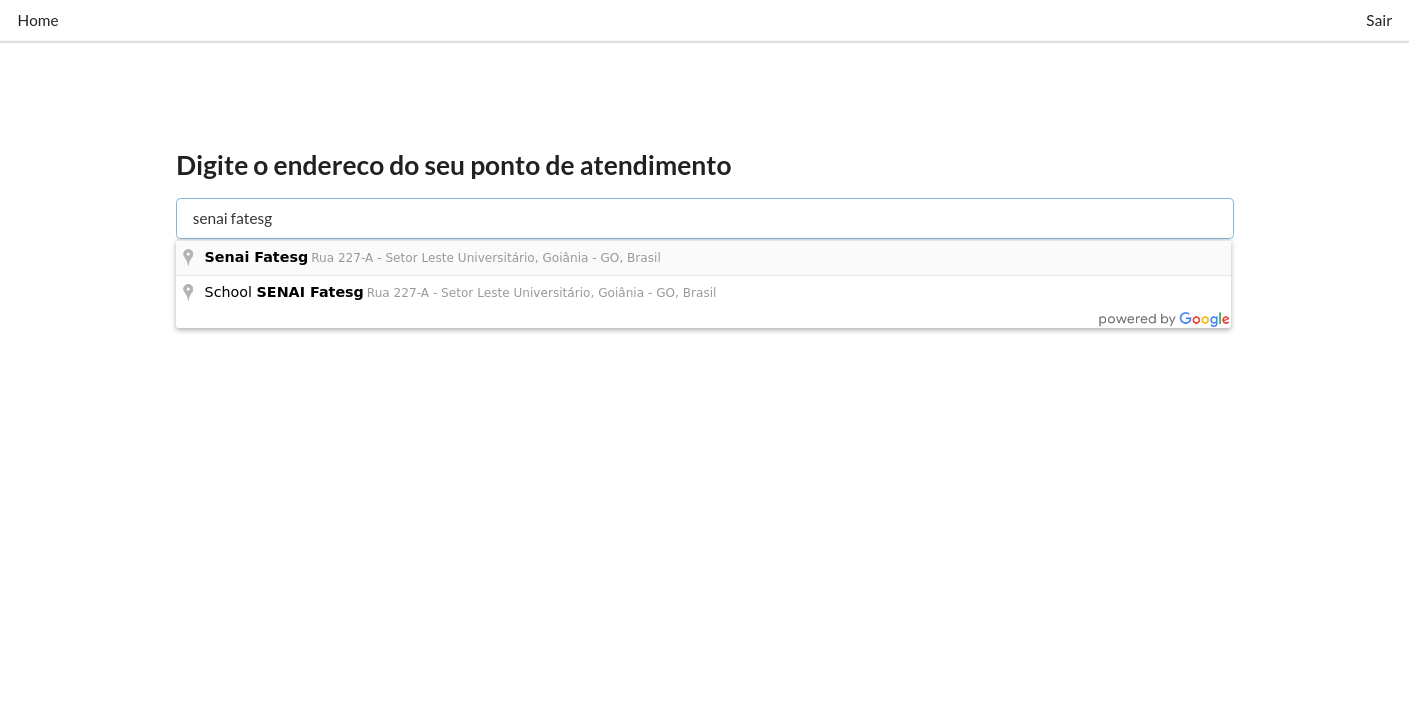 Home Sair
Digite o endereco do seu ponto de atendimento
senai fatesg
Senai Fatesg Rua 227-A - Setor Leste Universitário, Goiânia - GO, Brasil
School SENAI Fatesg Rua 227-A - Setor Leste Universitário, Goiânia - GO, Brasil
powered by Google